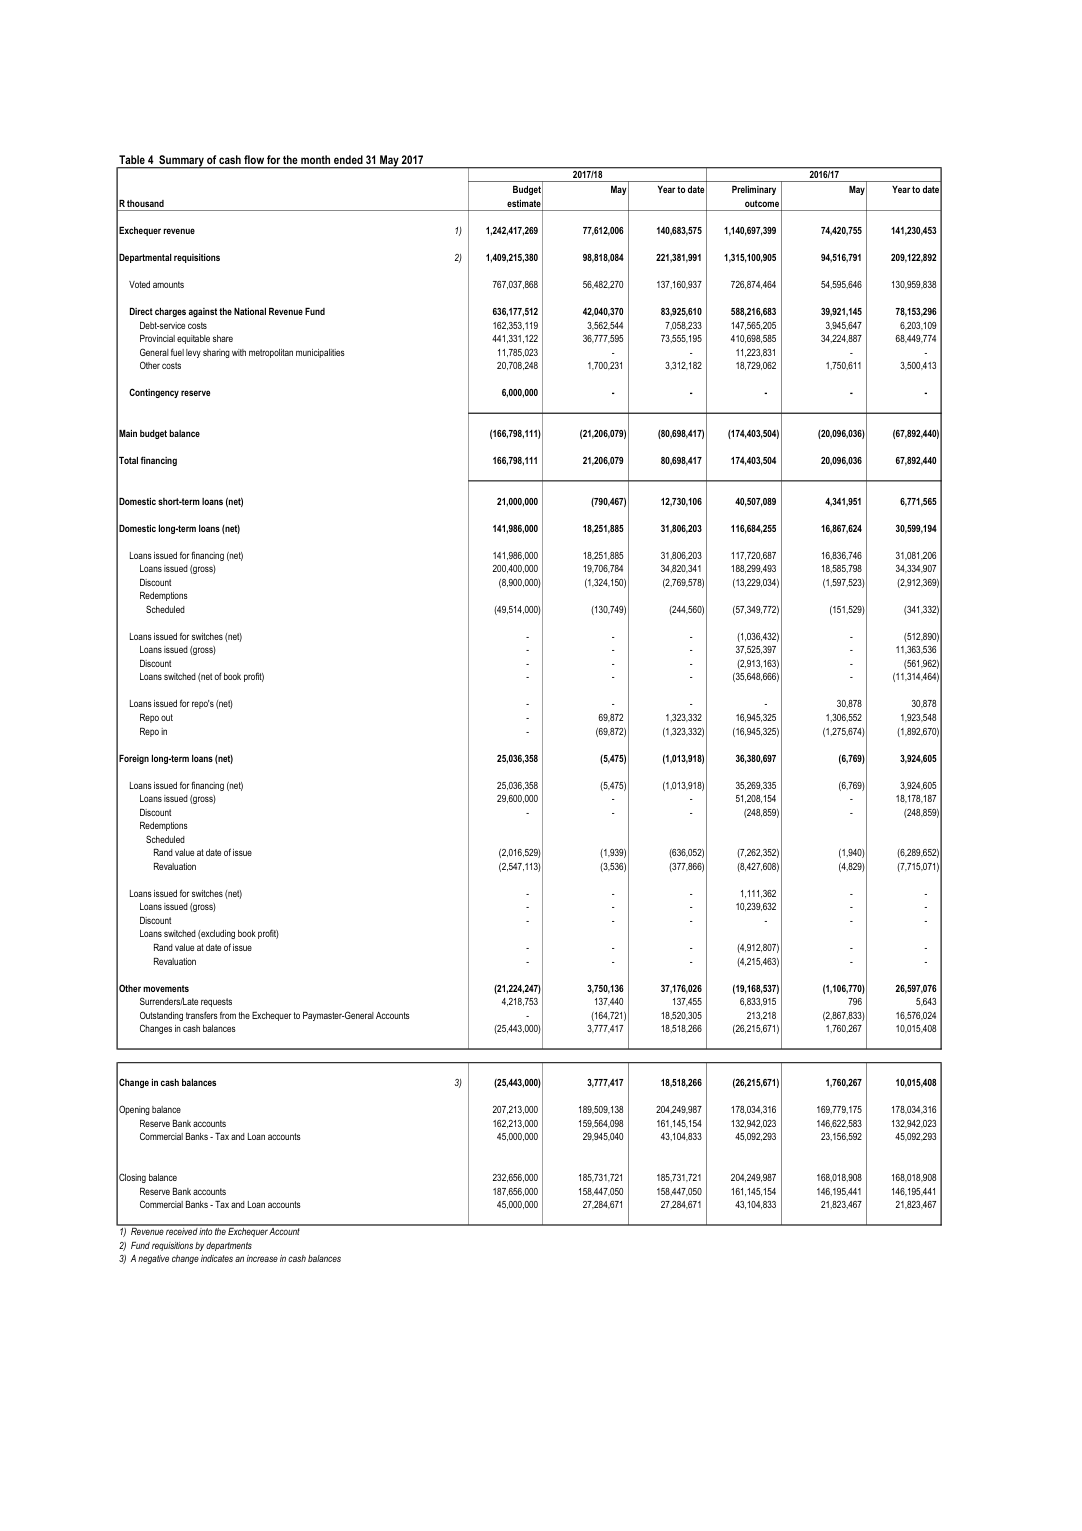 Table 4 Summary of cash flow for the month ended 31 May 2017
2017/18 2016/17
Budget May Year to date Preliminary May Year to date
R thousand estimate outcome
Exchequer revenue 1) 1,242,417,269 77,612,006 140,683,575 1,140,697,399 74,420,755 141,230,453
Departmental requisitions 2) 1,409,215,380 98,818,084 221,381,991 1,315,100,905 94,516,791 209,122,892
Voted amounts 767,037,868 56,482,270 137,160,937 726,874,464 54,595,646 130,959,838
Direct charges against the National Revenue Fund 636,177,512 42,040,370 83,925,610 588,216,683 39,921,145 78,153,296
Debt-service costs 162,353,119 3,562,544 7,058,233 147,565,205 3,945,647 6,203,109
Provincial equitable share 441,331,122 36,777,595 73,555,195 410,698,585 34,224,887 68,449,774
General fuel levy sharing with metropolitan municipalities 11,785,023 - - 11,223,831 - -
Other costs 20,708,248 1,700,231 3,312,182 18,729,062 1,750,611 3,500,413
Contingency reserve 6,000,000 - - - - -
Main budget balance (166,798,111) (21,206,079) (80,698,417) (174,403,504) (20,096,036) (67,892,440)
Total financing 166,798,111 21,206,079 80,698,417 174,403,504 20,096,036 67,892,440
Domestic short-term loans (net) 21,000,000 (790,467) 12,730,106 40,507,089 4,341,951 6,771,565
Domestic long-term loans (net) 141,986,000 18,251,885 31,806,203 116,684,255 16,867,624 30,599,194
Loans issued for financing (net) 141,986,000 18,251,885 31,806,203 117,720,687 16,836,746 31,081,206
Loans issued (gross) 200,400,000 19,706,784 34,820,341 188,299,493 18,585,798 34,334,907
Discount (8,900,000) (1,324,150) (2,769,578) (13,229,034) (1,597,523) (2,912,369)
Redemptions
Scheduled (49,514,000) (130,749) (244,560) (57,349,772) (151,529) (341,332)
Loans issued for switches (net) - - - (1,036,432) - (512,890)
Loans issued (gross) - - - 37,525,397 - 11,363,536
Discount - - - (2,913,163) - (561,962)
Loans switched (net of book profit) - - - (35,648,666) - (11,314,464)
Loans issued for repo's (net) - - - - 30,878 30,878
Repo out - 69,872 1,323,332 16,945,325 1,306,552 1,923,548
Repo in - (69,872) (1,323,332) (16,945,325) (1,275,674) (1,892,670)
Foreign long-term loans (net) 25,036,358 (5,475) (1,013,918) 36,380,697 (6,769) 3,924,605
Loans issued for financing (net) 25,036,358 (5,475) (1,013,918) 35,269,335 (6,769) 3,924,605
Loans issued (gross) 29,600,000 - - 51,208,154 - 18,178,187
Discount - - - (248,859) - (248,859)
Redemptions
Scheduled
Rand value at date of issue (2,016,529) (1,939) (636,052) (7,262,352) (1,940) (6,289,652)
Revaluation (2,547,113) (3,536) (377,866) (8,427,608) (4,829) (7,715,071)
Loans issued for switches (net) - - - 1,111,362 - -
Loans issued (gross) - - - 10,239,632 - -
Discount - - - - - -
Loans switched (excluding book profit)
Rand value at date of issue - - - (4,912,807) - -
Revaluation - - - (4,215,463) - -
Other movements (21,224,247) 3,750,136 37,176,026 (19,168,537) (1,106,770) 26,597,076
Surrenders/Late requests 4,218,753 137,440 137,455 6,833,915 796 5,643
Outstanding transfers from the Exchequer to Paymaster-General Accounts - (164,721) 18,520,305 213,218 (2,867,833) 16,576,024
Changes in cash balances (25,443,000) 3,777,417 18,518,266 (26,215,671) 1,760,267 10,015,408
Change in cash balances 3) (25,443,000) 3,777,417 18,518,266 (26,215,671) 1,760,267 10,015,408
Opening balance 207,213,000 189,509,138 204,249,987 178,034,316 169,779,175 178,034,316
Reserve Bank accounts 162,213,000 159,564,098 161,145,154 132,942,023 146,622,583 132,942,023
Commercial Banks - Tax and Loan accounts 45,000,000 29,945,040 43,104,833 45,092,293 23,156,592 45,092,293
Closing balance 232,656,000 185,731,721 185,731,721 204,249,987 168,018,908 168,018,908
Reserve Bank accounts 187,656,000 158,447,050 158,447,050 161,145,154 146,195,441 146,195,441
Commercial Banks - Tax and Loan accounts 45,000,000 27,284,671 27,284,671 43,104,833 21,823,467 21,823,467
1) Revenue received into the Exchequer Account
2) Fund requisitions by departments
3) A negative change indicates an increase in cash balances